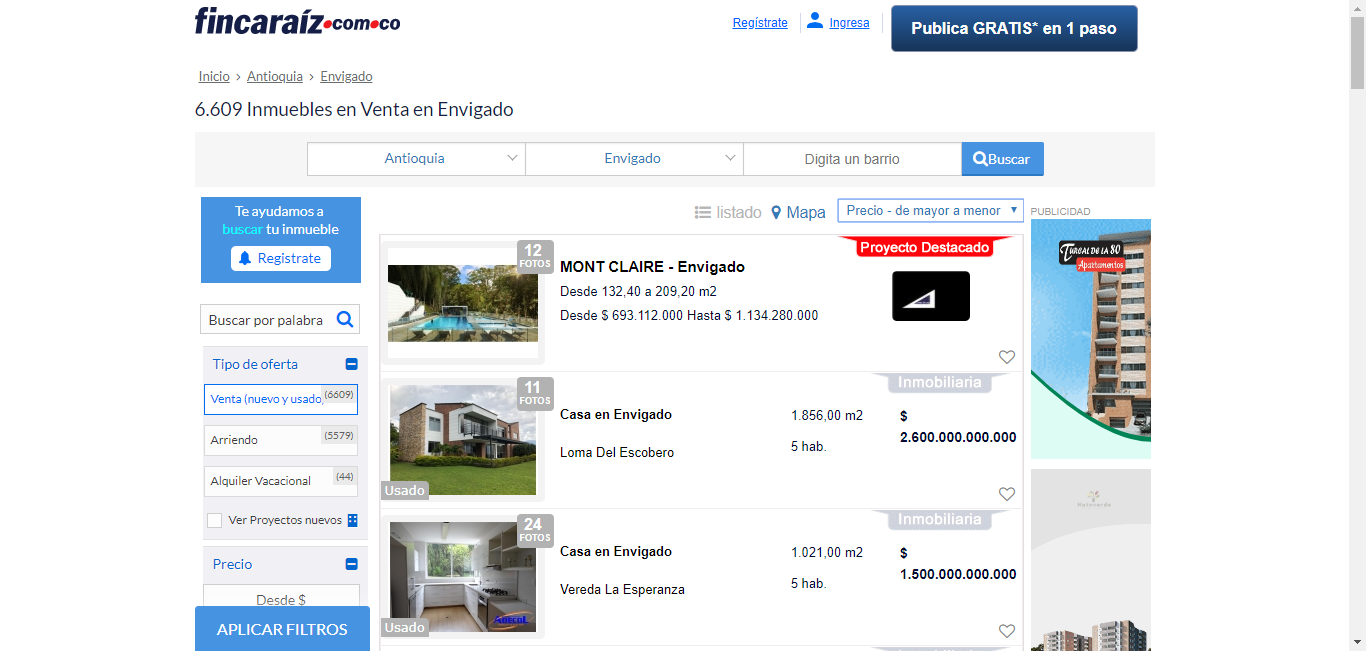 fincaraíz.com.co
Regístrate
Ingresa
Publica GRATIS* en 1 paso
Inicio > Antioquia > Envigado
6.609 Inmuebles en Venta en Envigado
Antioquia
Envigado
Digita un barrio
Buscar
Te ayudamos a
buscar tu inmueble
Registrate
listado
Mapa
Precio - de mayor a menor
PUBLICIDAD
Buscar por palabra
Tipo de oferta
Venta (nuevo y usado)
(6609)
Arriendo
(5579)
Alquiler Vacacional
(44)
Ver Proyectos nuevos
Precio
Desde $
APLICAR FILTROS
12
FOTOS
MONT CLAIRE - Envigado
Desde 132,40 a 209,20 m2
Desde $ 693.112.000 Hasta $ 1.134.280.000
Proyecto Destacado
11
FOTOS
Usado
Casa en Envigado
Loma Del Escobero
1.856,00 m2
5 hab.
Inmobiliaria
$
2.600.000.000.000
24
FOTOS
Usado
Casa en Envigado
Vereda La Esperanza
1.021,00 m2
5 hab.
Inmobiliaria
$
1.500.000.000.000
Inmobiliaria
Turgal de la 80
Apartamentos